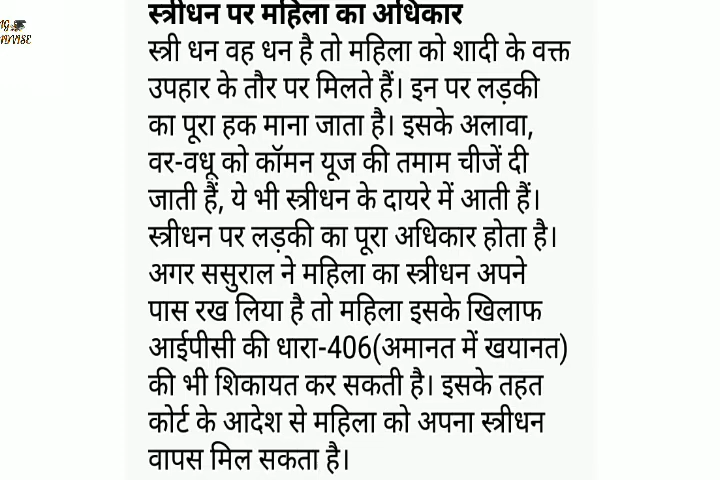 स्त्रीधन पर महिला का अधिकार
स्त्री धन वह धन है तो महिला को शादी के वक्त
उपहार के तौर पर मिलते हैं। इन पर लड़की
का पूरा हक माना जाता है। इसके अलावा,
वर-वधू को कॉमन यूज की तमाम चीजें दी
जाती हैं, ये भी स्त्रीधन के दायरे में आती हैं।
स्त्रीधन पर लड़की का पूरा अधिकार होता है।
अगर ससुराल ने महिला का स्त्रीधन अपने
पास रख लिया है तो महिला इसके खिलाफ
आईपीसी की धारा-406(अमानत में खयानत)
की भी शिकायत कर सकती है। इसके तहत
कोर्ट के आदेश से महिला को अपना स्त्रीधन
वापस मिल सकता है।